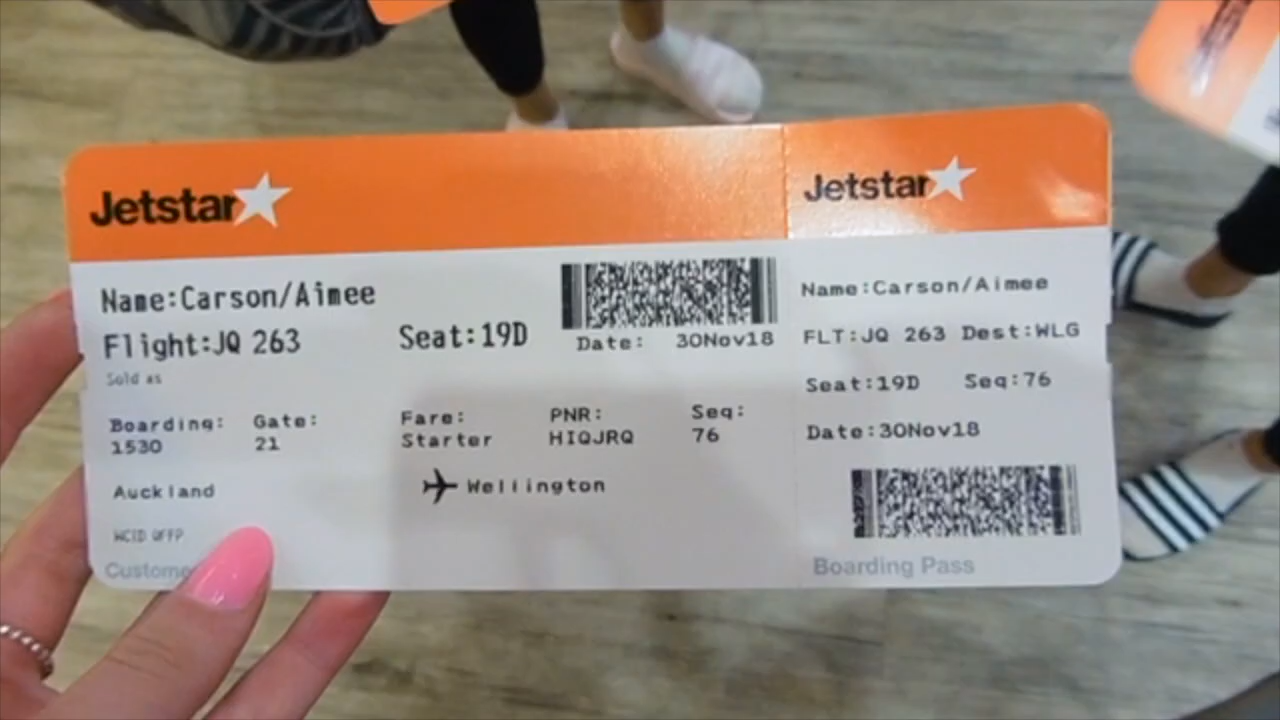 Jetstar
Name:Carson/Aimee
Flight:JQ 263 Seat:19D
Date: 30Nov18
Sold as
Boarding: Gate: Fare: PNR: Seq:
1530 21 Starter HIQJRQ 76
Auckland Wellington
Custome
Jetstar
Name:Carson/Aimee
FLT:JQ 263 Dest:WLG
Seat:19D Seq:76
Date:30Nov18
Boarding Pass